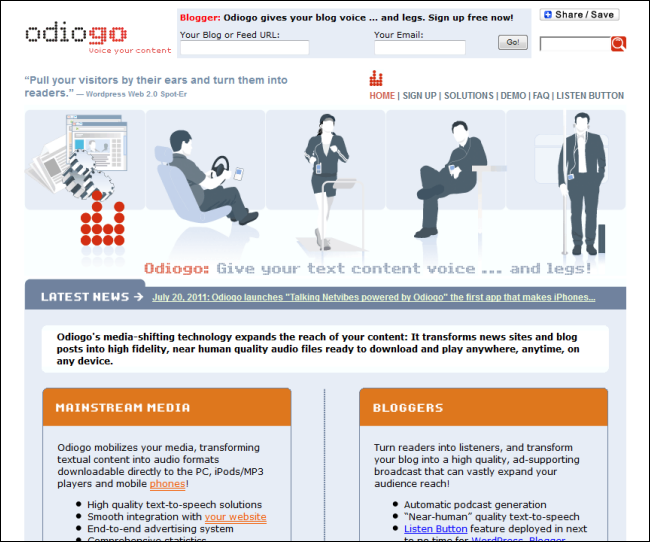 odiogo
Voice your content
Blogger: Odiogo gives your blog voice ... and legs. Sign up free now!
Your Blog or Feed URL:
Your Email:
Go!
Share / Save
“Pull your visitors by their ears and turn them into
readers.” — Wordpress Web 2.0 Spot-Er
HOME | SIGN UP | SOLUTIONS | DEMO | FAQ | LISTEN BUTTON
Odiogo: Give your text content voice ... and legs!
LATEST NEWS
July 20, 2011: Odiogo launches "Talking Netvibes powered by Odiogo" the first app that makes iPhones...
Odiogo's media-shifting technology expands the reach of your content: It transforms news sites and blog
posts into high fidelity, near human quality audio files ready to download and play anywhere, anytime, on
any device.
MAINSTREAM MEDIA
Odiogo mobilizes your media, transforming
textual content into audio formats
downloadable directly to the PC, iPods/MP3
players and mobile phones!
• High quality text-to-speech solutions
• Smooth integration with your website
• End-to-end advertising system
• Comprehensive statistics
BLOGGERS
Turn readers into listeners, and transform
your blog into a high quality, ad-supporting
broadcast that can vastly expand your
audience reach!
• Automatic podcast generation
• “Near-human” quality text-to-speech
• Listen Button feature deployed in next
to no time for WordPress, Blogger,